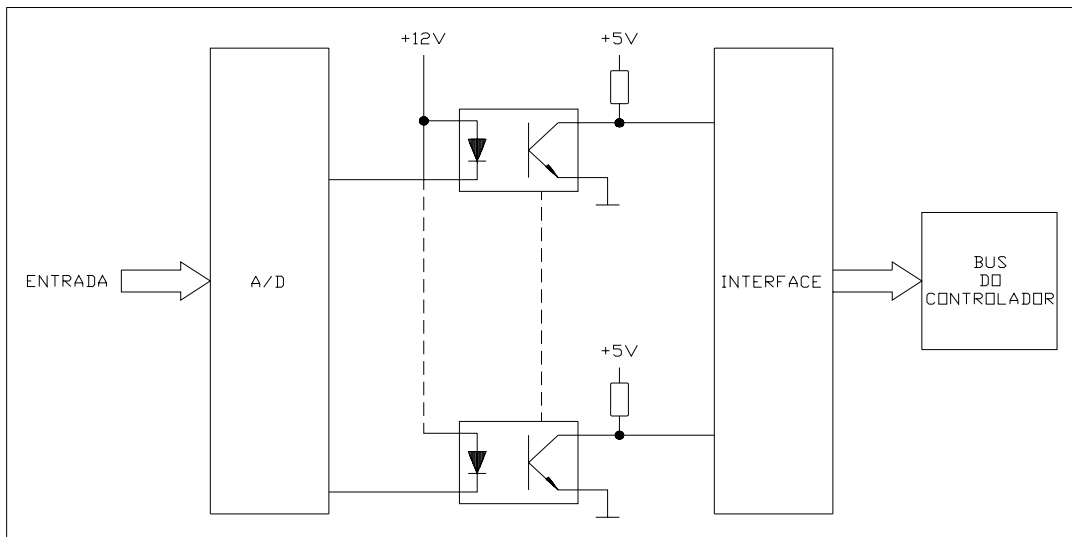 +12V
+5V
ENTRADA
A/D
INTERFACE
BUS
DO
CONTROLADOR
+5V